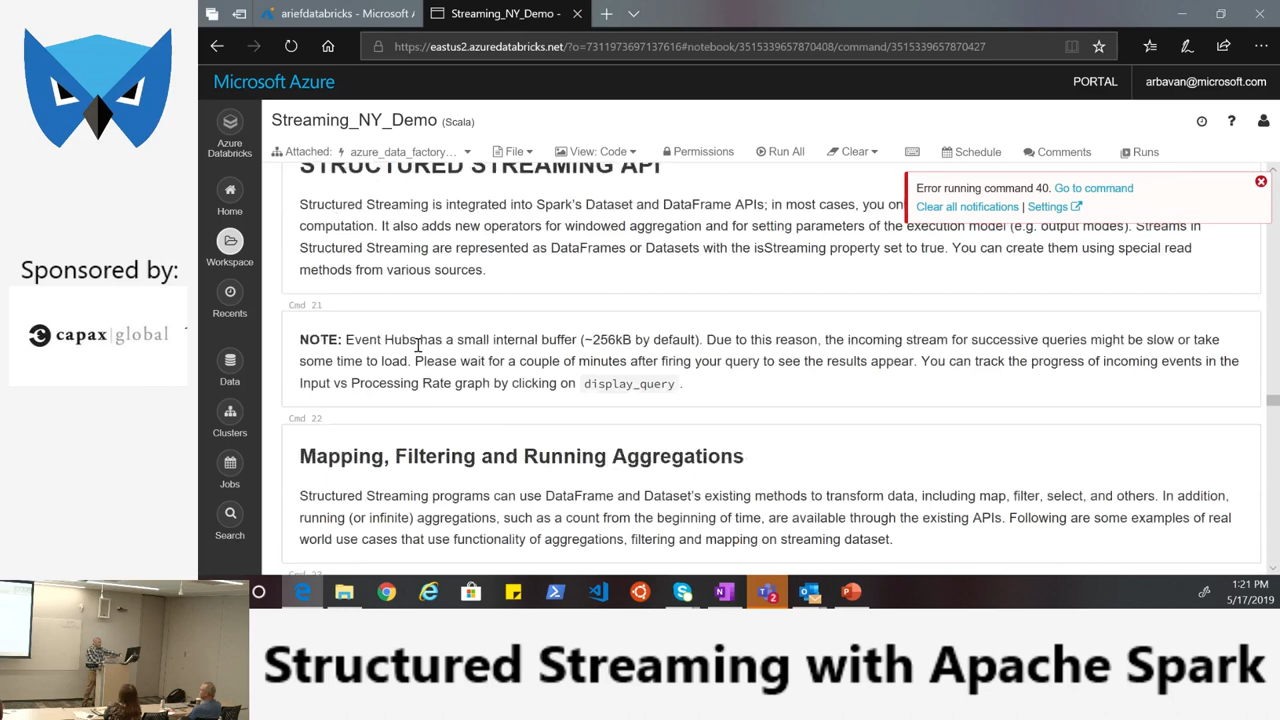 ariefdatabricks - Microsoft A
Streaming_NY_Demo -
https://eastus2.azuredatabricks.net/?o=7311973697137616#notebook/3515339657870408/command/3515339657870427
Microsoft Azure
PORTAL
arbavan@microsoft.com
Azure
Databricks
Home
Workspace
Recents
Data
Clusters
Jobs
Search
Streaming_NY_Demo (Scala)
Attached: azure_data_factory... File View: Code Permissions Run All Clear Schedule Comments Runs
Error running command 40. Go to command
Clear all notifications | Settings
STRUCTURED STREAMING API
Structured Streaming is integrated into Spark's Dataset and DataFrame APIs; in most cases, you on
computation. It also adds new operators for windowed aggregation and for setting parameters of the execution model (e.g. output modes). Streams in
Structured Streaming are represented as DataFrames or Datasets with the isStreaming property set to true. You can create them using special read
methods from various sources.
Cmd 21
NOTE: Event Hubs has a small internal buffer (~256kB by default). Due to this reason, the incoming stream for successive queries might be slow or take
some time to load. Please wait for a couple of minutes after firing your query to see the results appear. You can track the progress of incoming events in the
Input vs Processing Rate graph by clicking on display_query .
Cmd 22
Mapping, Filtering and Running Aggregations
Structured Streaming programs can use DataFrame and Dataset's existing methods to transform data, including map, filter, select, and others. In addition,
running (or infinite) aggregations, such as a count from the beginning of time, are available through the existing APIs. Following are some examples of real
world use cases that use functionality of aggregations, filtering and mapping on streaming dataset.
1:21 PM
5/17/2019
Sponsored by:
capax|global
Structured Streaming with Apache Spark